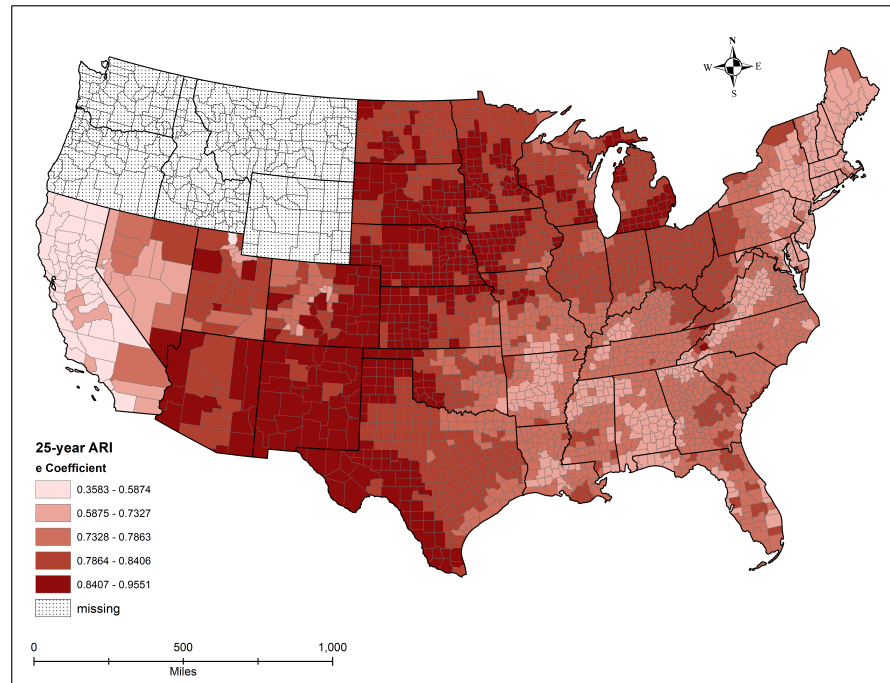 N
W E
S
25-year ARI
e Coefficient
0.3583 - 0.5874
0.5875 - 0.7327
0.7328 - 0.7863
0.7864 - 0.8406
0.8407 - 0.9551
missing
0 500 1,000
Miles